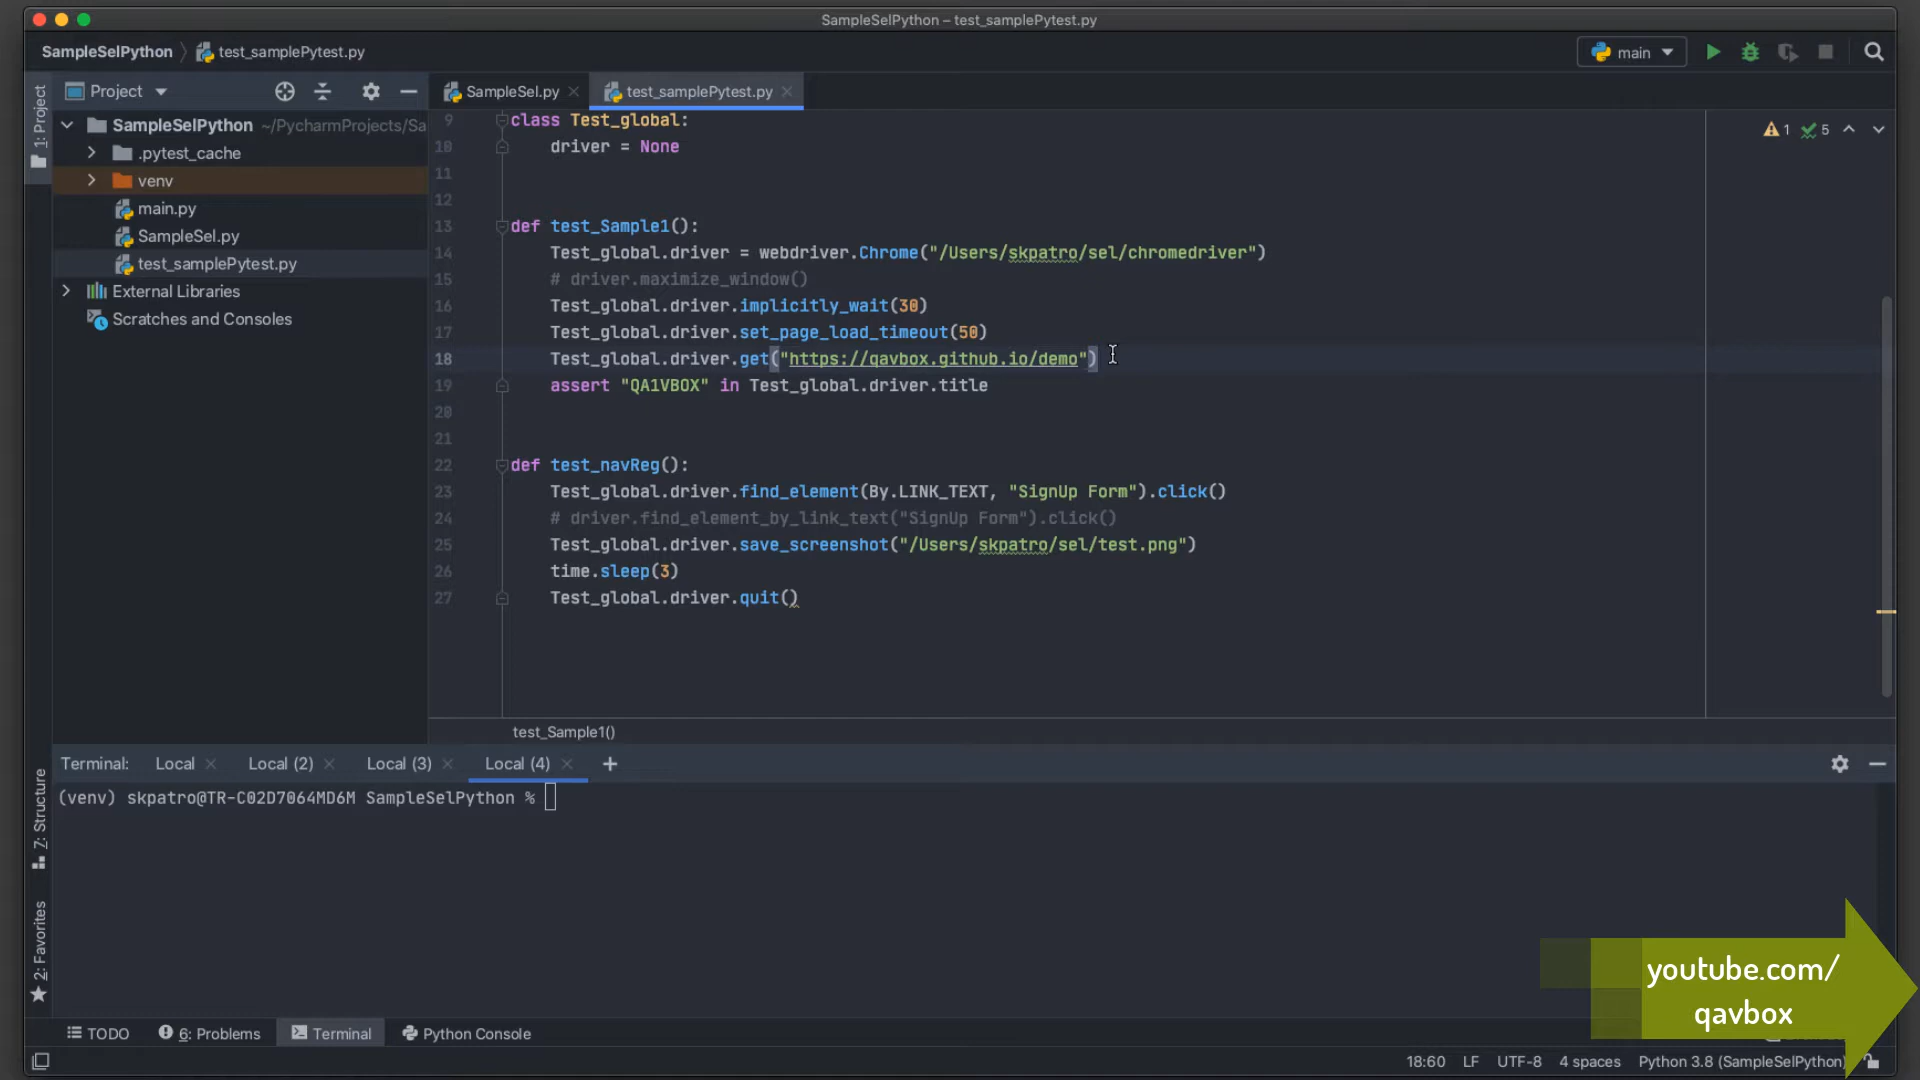 SampleSelPython – test_samplePytest.py
SampleSelPython test_samplePytest.py
main
1: Project
Project
SampleSel.py
test_samplePytest.py
SampleSelPython ~/PycharmProjects/Sa
.pytest_cache
venv
main.py
SampleSel.py
test_samplePytest.py
External Libraries
Scratches and Consoles
1 5
9 class Test_global:
10 driver = None
11
12
13 def test_Sample1():
14 Test_global.driver = webdriver.Chrome("/Users/skpatro/sel/chromedriver")
15 # driver.maximize_window()
16 Test_global.driver.implicitly_wait(30)
17 Test_global.driver.set_page_load_timeout(50)
18 Test_global.driver.get("https://qavbox.github.io/demo")
19 assert "QA1VBOX" in Test_global.driver.title
20
21
22 def test_navReg():
23 Test_global.driver.find_element(By.LINK_TEXT, "SignUp Form").click()
24 # driver.find_element_by_link_text("SignUp Form").click()
25 Test_global.driver.save_screenshot("/Users/skpatro/sel/test.png")
26 time.sleep(3)
27 Test_global.driver.quit()
test_Sample1()
Terminal: Local Local (2) Local (3) Local (4)
(venv) skpatro@TR-C02D7064MD6M SampleSelPython %
7: Structure
2: Favorites
youtube.com/
qavbox
TODO 6: Problems Terminal Python Console
18:60 LF UTF-8 4 spaces Python 3.8 (SampleSelPython)